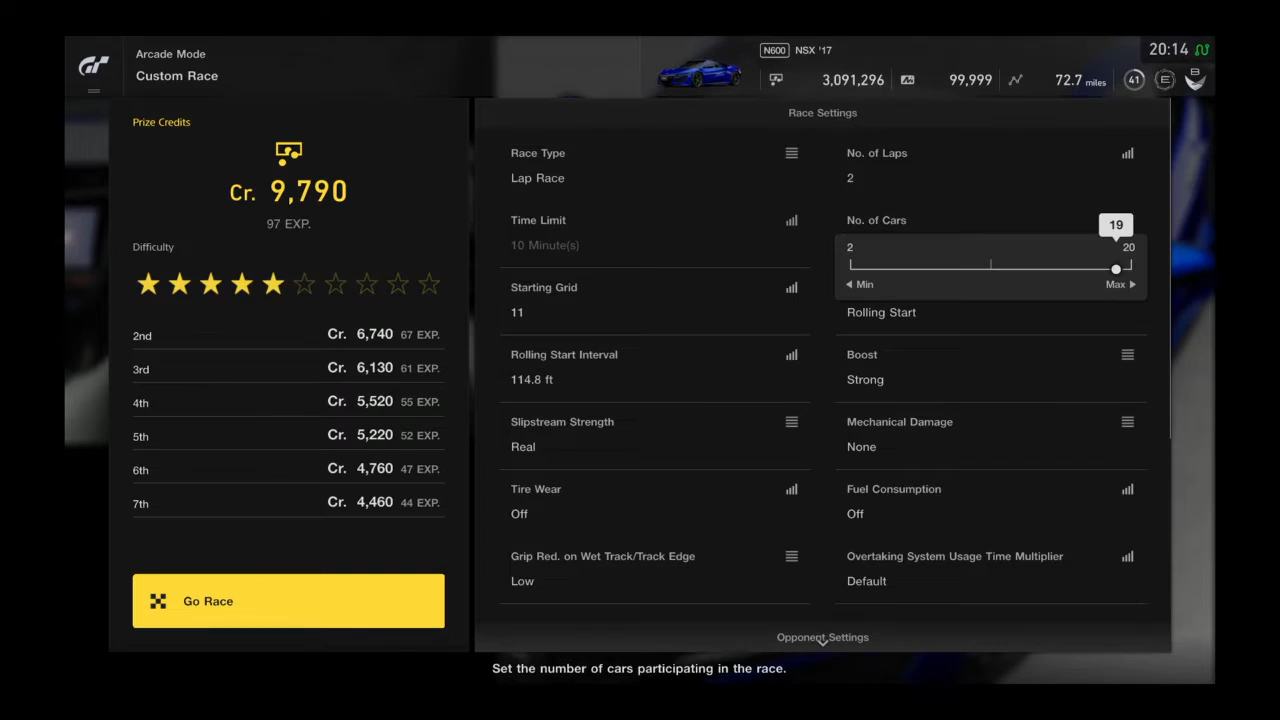 Arcade Mode
Custom Race
N600 NSX '17
20:14
3,091,296
99,999
72.7 miles
41
E
B
Prize Credits
Cr. 9,790
97 EXP.
Difficulty
2nd Cr. 6,740 67 EXP.
3rd Cr. 6,130 61 EXP.
4th Cr. 5,520 55 EXP.
5th Cr. 5,220 52 EXP.
6th Cr. 4,760 47 EXP.
7th Cr. 4,460 44 EXP.
Go Race
Race Settings
Race Type
Lap Race
No. of Laps
2
Time Limit
10 Minute(s)
No. of Cars
19
2 20
Min Max
Starting Grid
11
Rolling Start
Rolling Start Interval
114.8 ft
Boost
Strong
Slipstream Strength
Real
Mechanical Damage
None
Tire Wear
Off
Fuel Consumption
Off
Grip Red. on Wet Track/Track Edge
Low
Overtaking System Usage Time Multiplier
Default
Opponent Settings
Set the number of cars participating in the race.